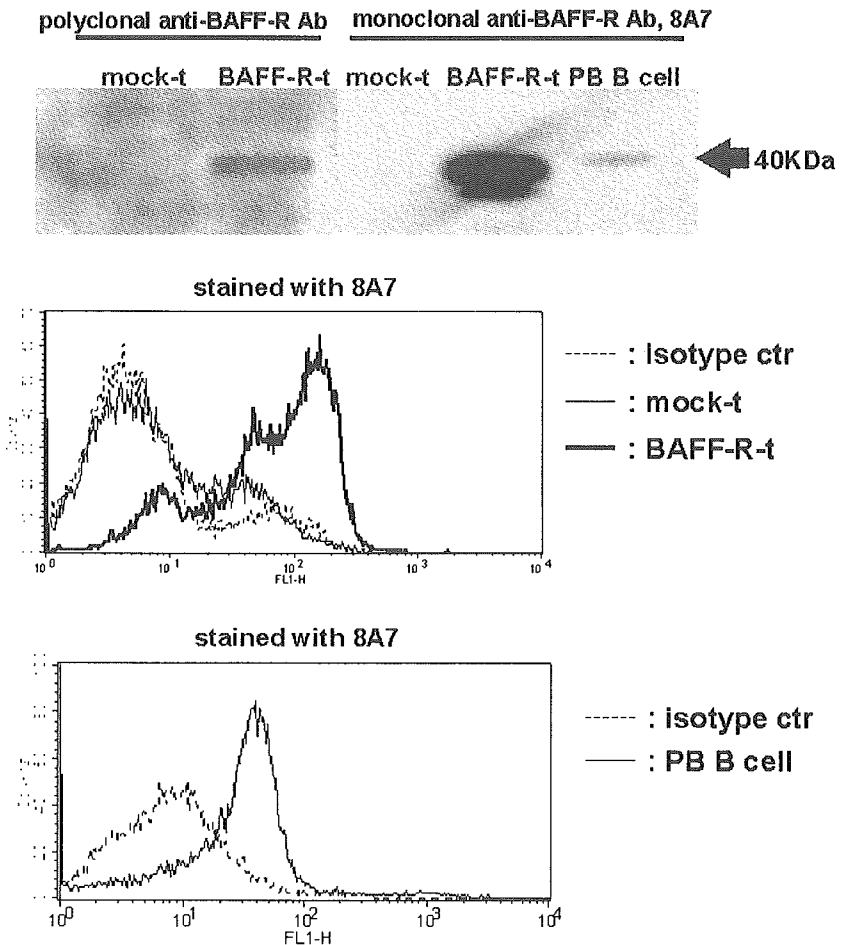 polyclonal anti-BAFF-R Ab monoclonal anti-BAFF-R Ab, 8A7
mock-t BAFF-R-t mock-t BAFF-R-t PB B cell
40KDa
stained with 8A7
: Isotype ctr
: mock-t
: BAFF-R-t
10^0 10^1 10^2 10^3 10^4
FL1-H
stained with 8A7
: isotype ctr
: PB B cell
10^0 10^1 10^2 10^3 10^4
FL1-H